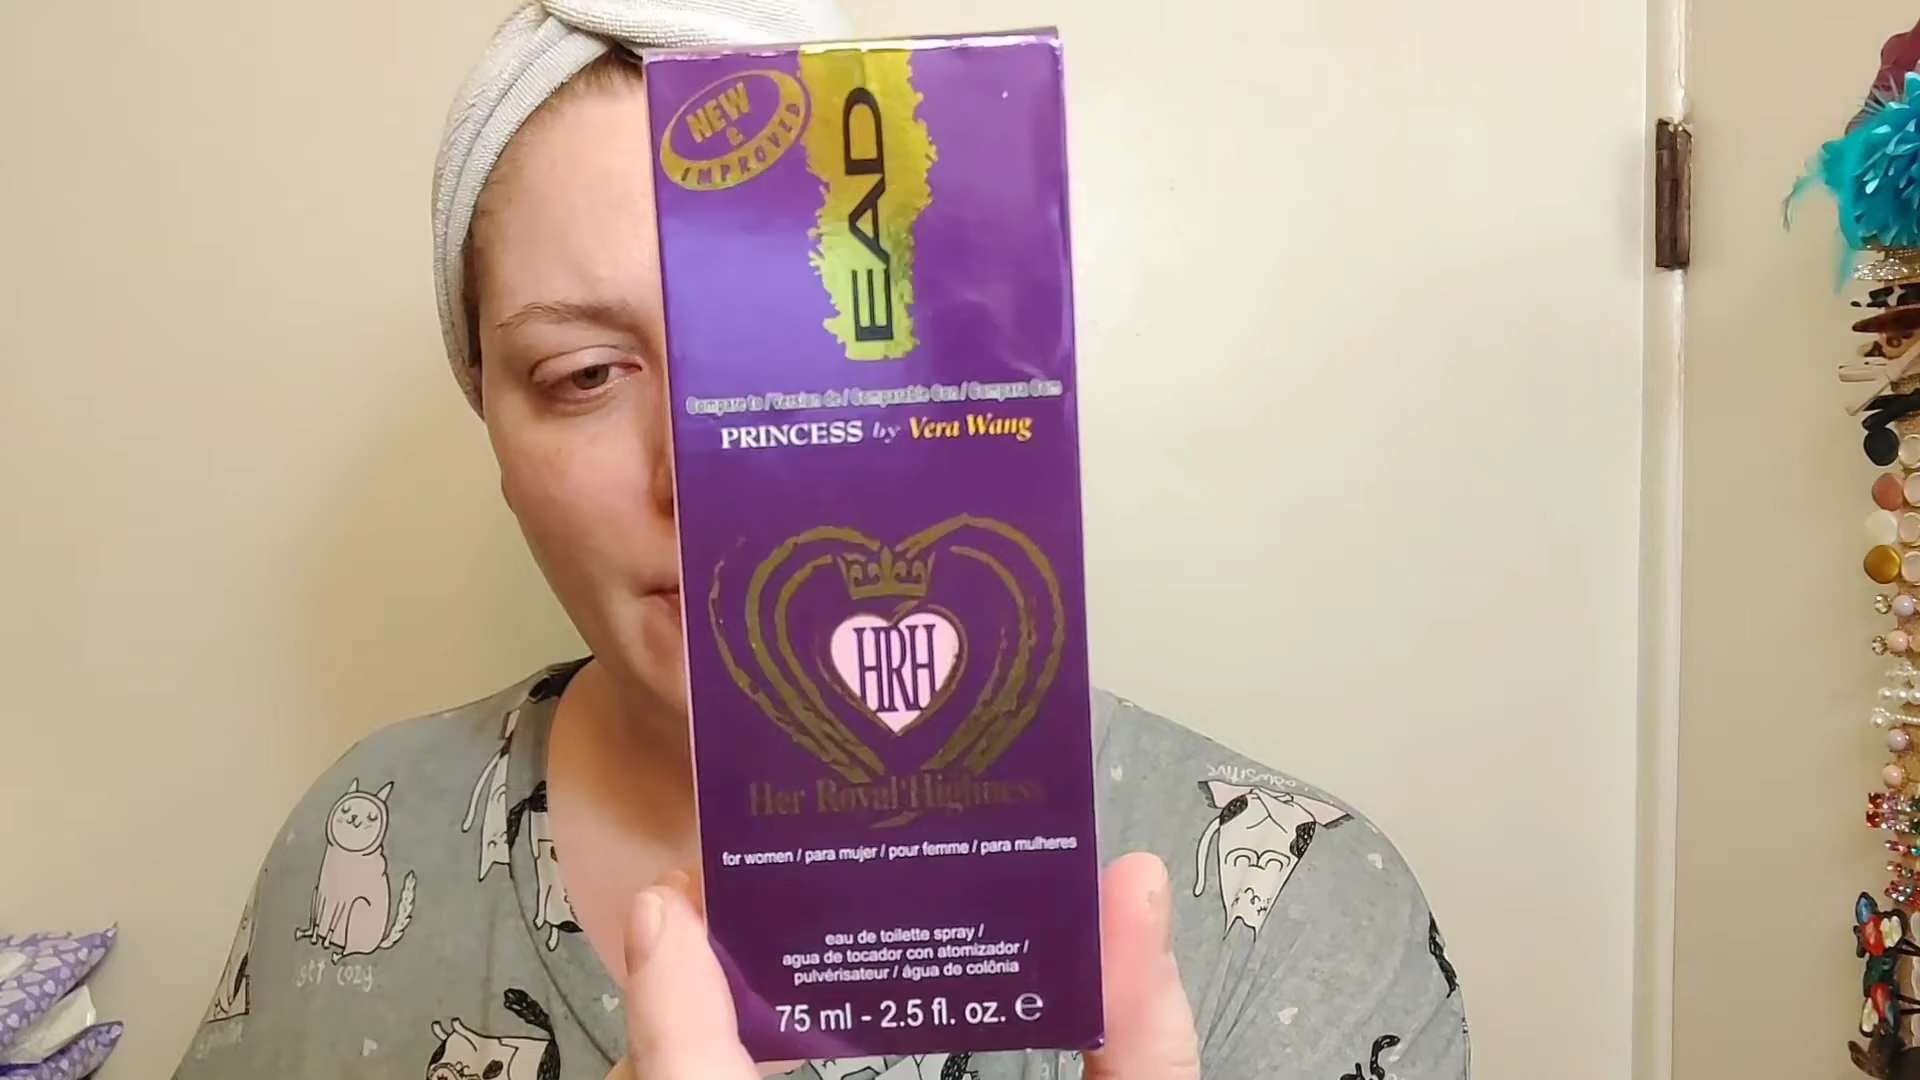 NEW
&
IMPROVED
EAD
Compare to / Version de / Comparable Con / Compara Com
PRINCESS by Vera Wang
HRH
Her Royal Highness
for women / para mujer / pour femme / para mulheres
eau de toilette spray /
agua de tocador con atomizador /
pulvérisateur / água de colônia
75 ml - 2.5 fl. oz. e
get cozy